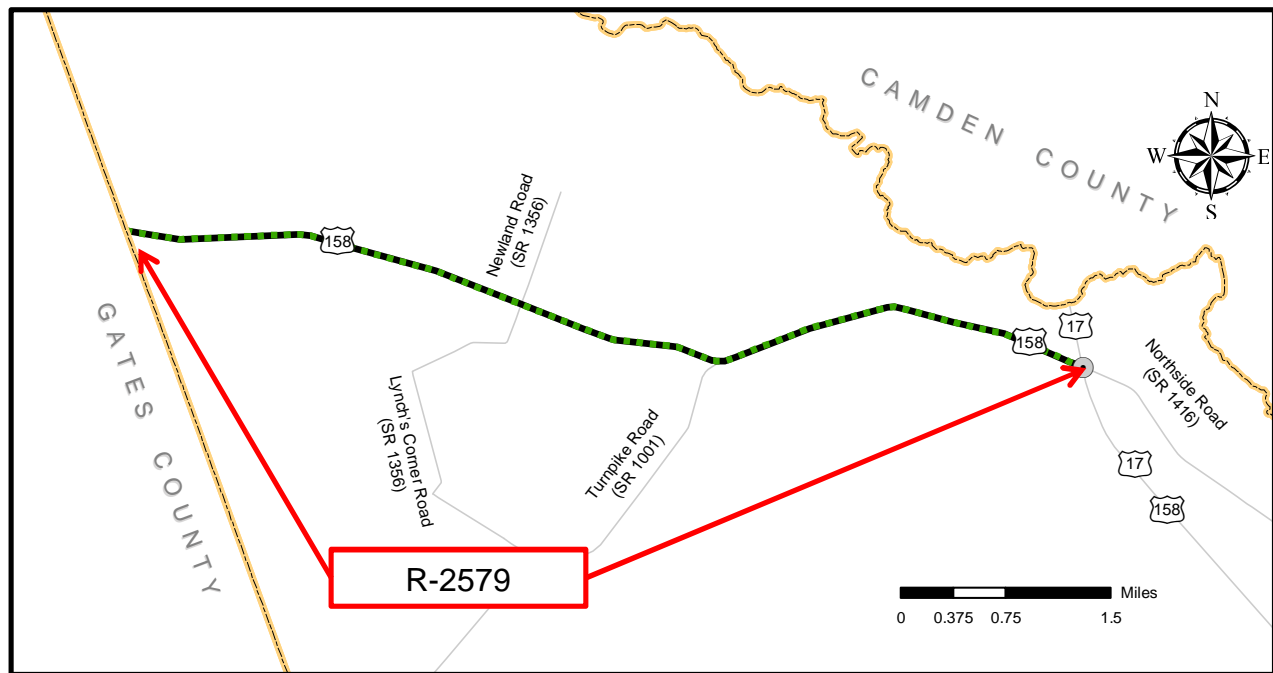 CAMDEN COUNTY
N
W E
S
Newland Road
(SR 1356)
158
GATES COUNTY
17
158
Northside Road
(SR 1416)
Lynch's Corner Road
(SR 1356)
Turnpike Road
(SR 1001)
17
158
R-2579
Miles
0 0.375 0.75 1.5